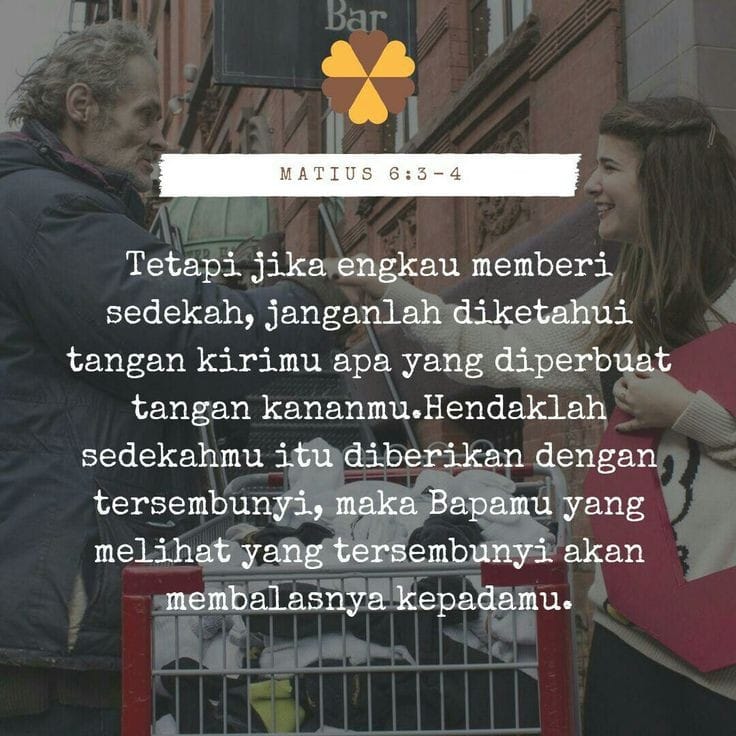 Bar
MATIUS 6:3-4
Tetapi jika engkau memberi
sedekah, janganlah diketahui
tangan kirimu apa yang diperbuat
tangan kananmu.Hendaklah
sedekahmu itu diberikan dengan
tersembunyi, maka Bapamu yang
melihat yang tersembunyi akan
membalasnya kepadamu.